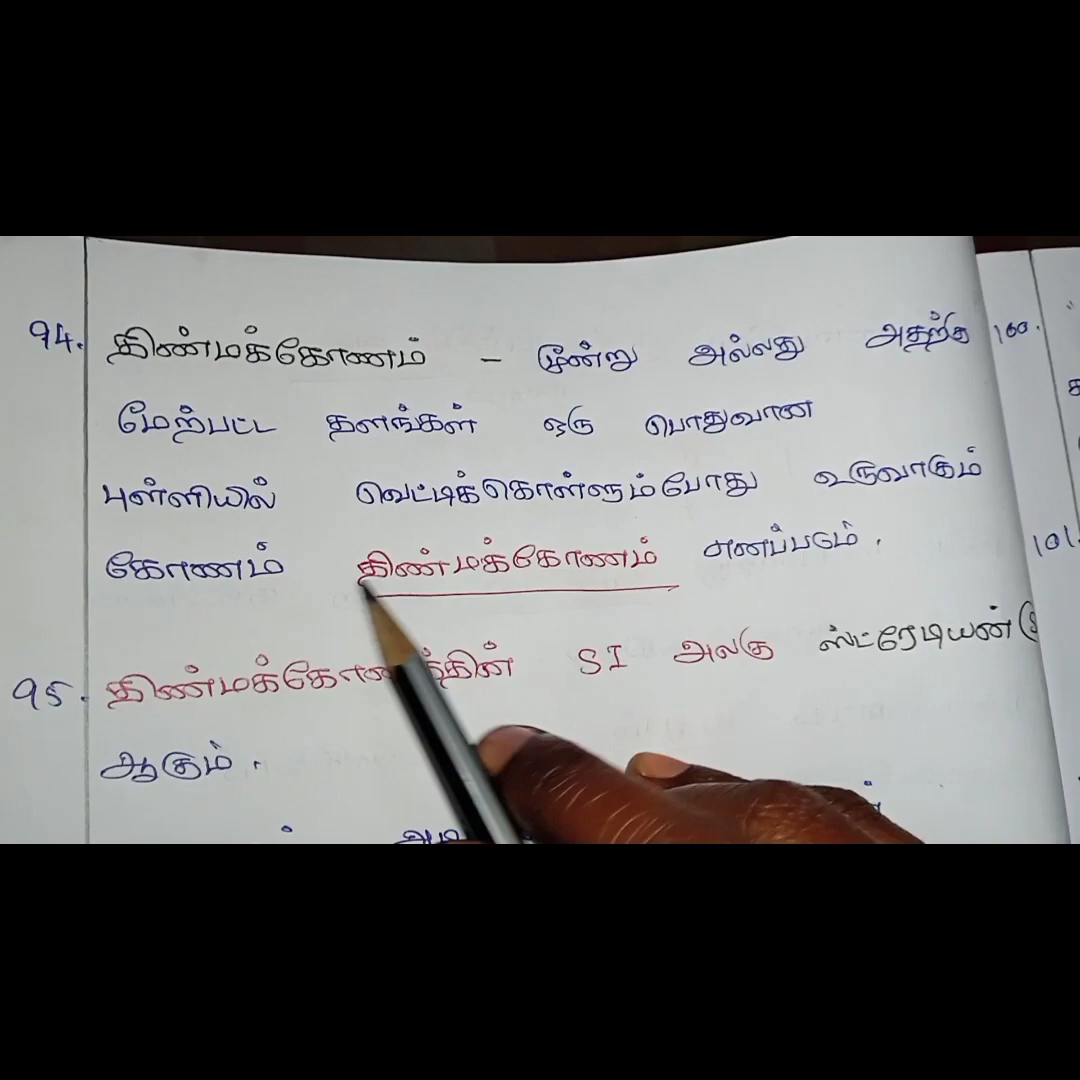 94. திண்மக்கோணம் - மூன்று அல்லது அதற்கு
மேற்பட்ட தளங்கள் ஒரு பொதுவான
புள்ளியில் வெட்டிக்கொள்ளும்போது உருவாகும்
கோணம் திண்மக்கோணம் எனப்படும்.
95. திண்மக்கோணத்தின் SI அலகு ஸ்ட்ரேடியன் (
ஆகும்.
100.
101.